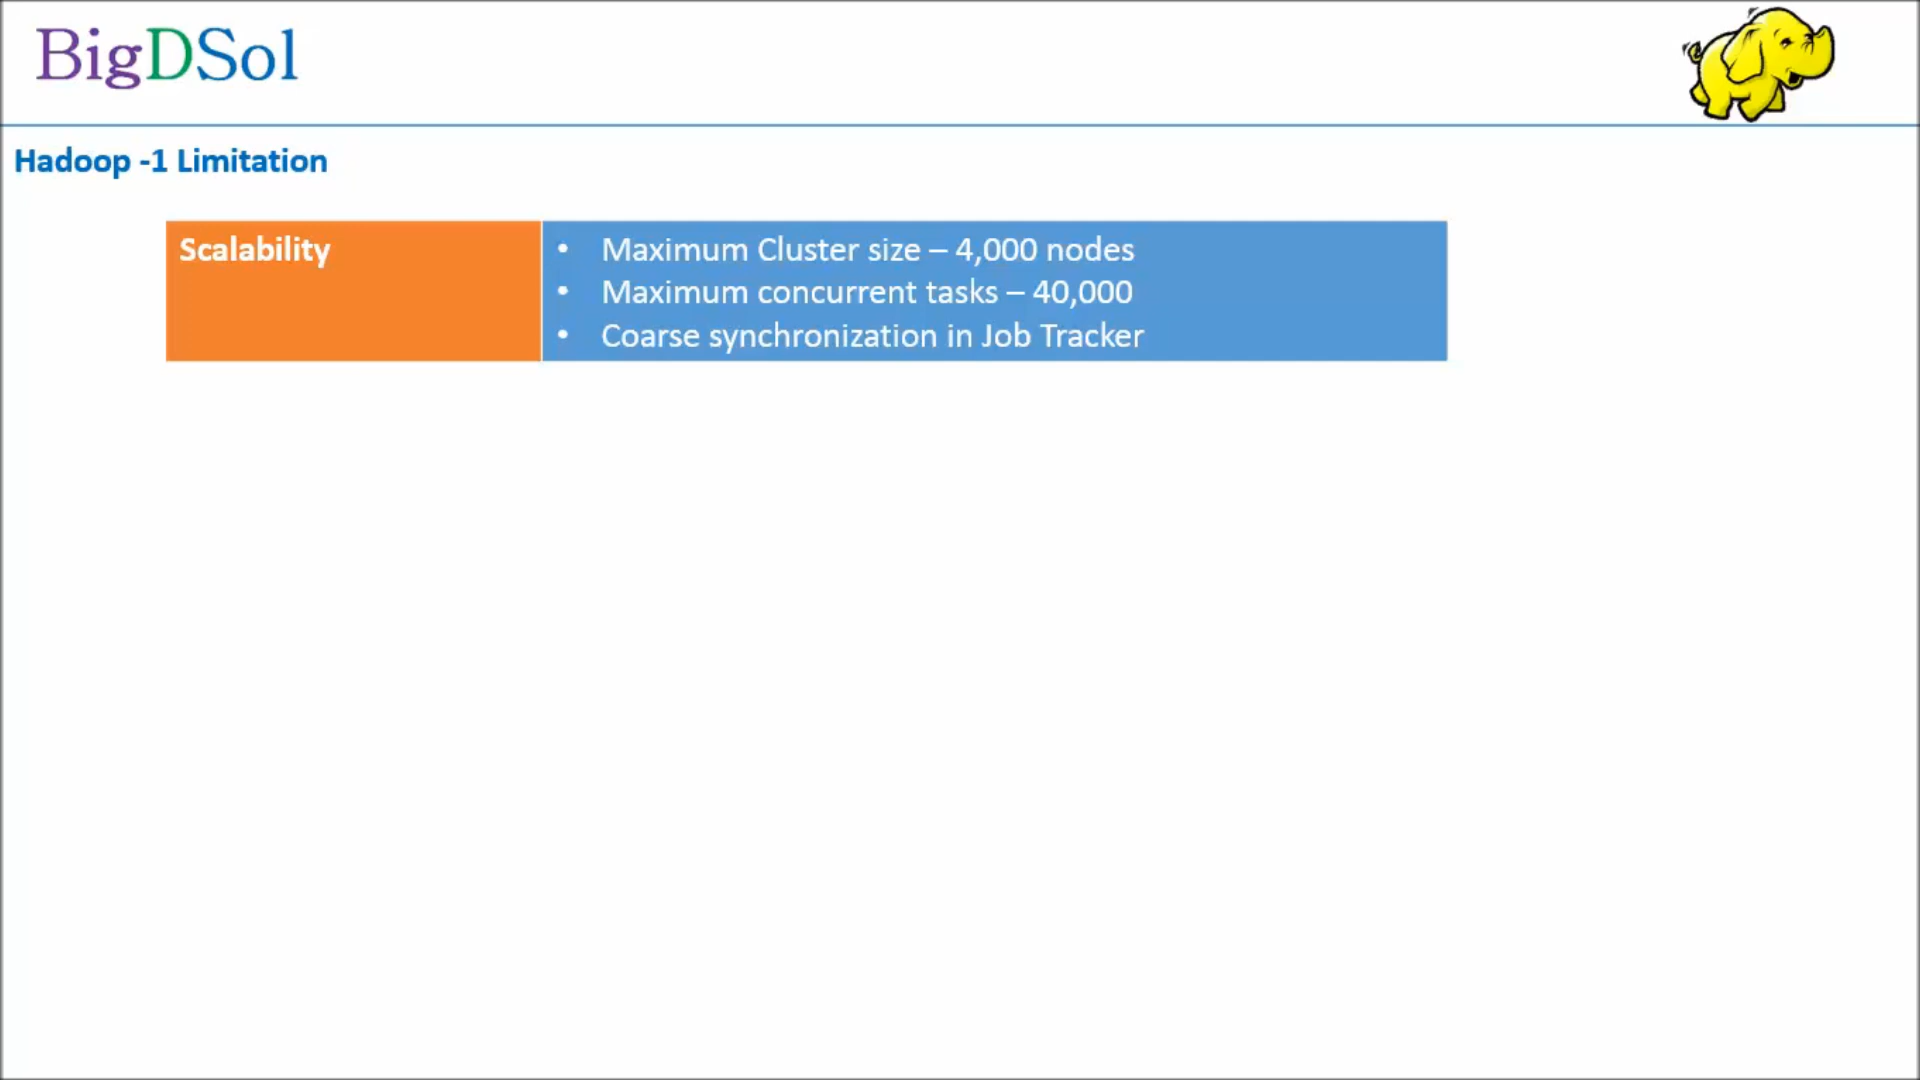 BigDSol
Hadoop -1 Limitation
Scalability
• Maximum Cluster size – 4,000 nodes
• Maximum concurrent tasks – 40,000
• Coarse synchronization in Job Tracker